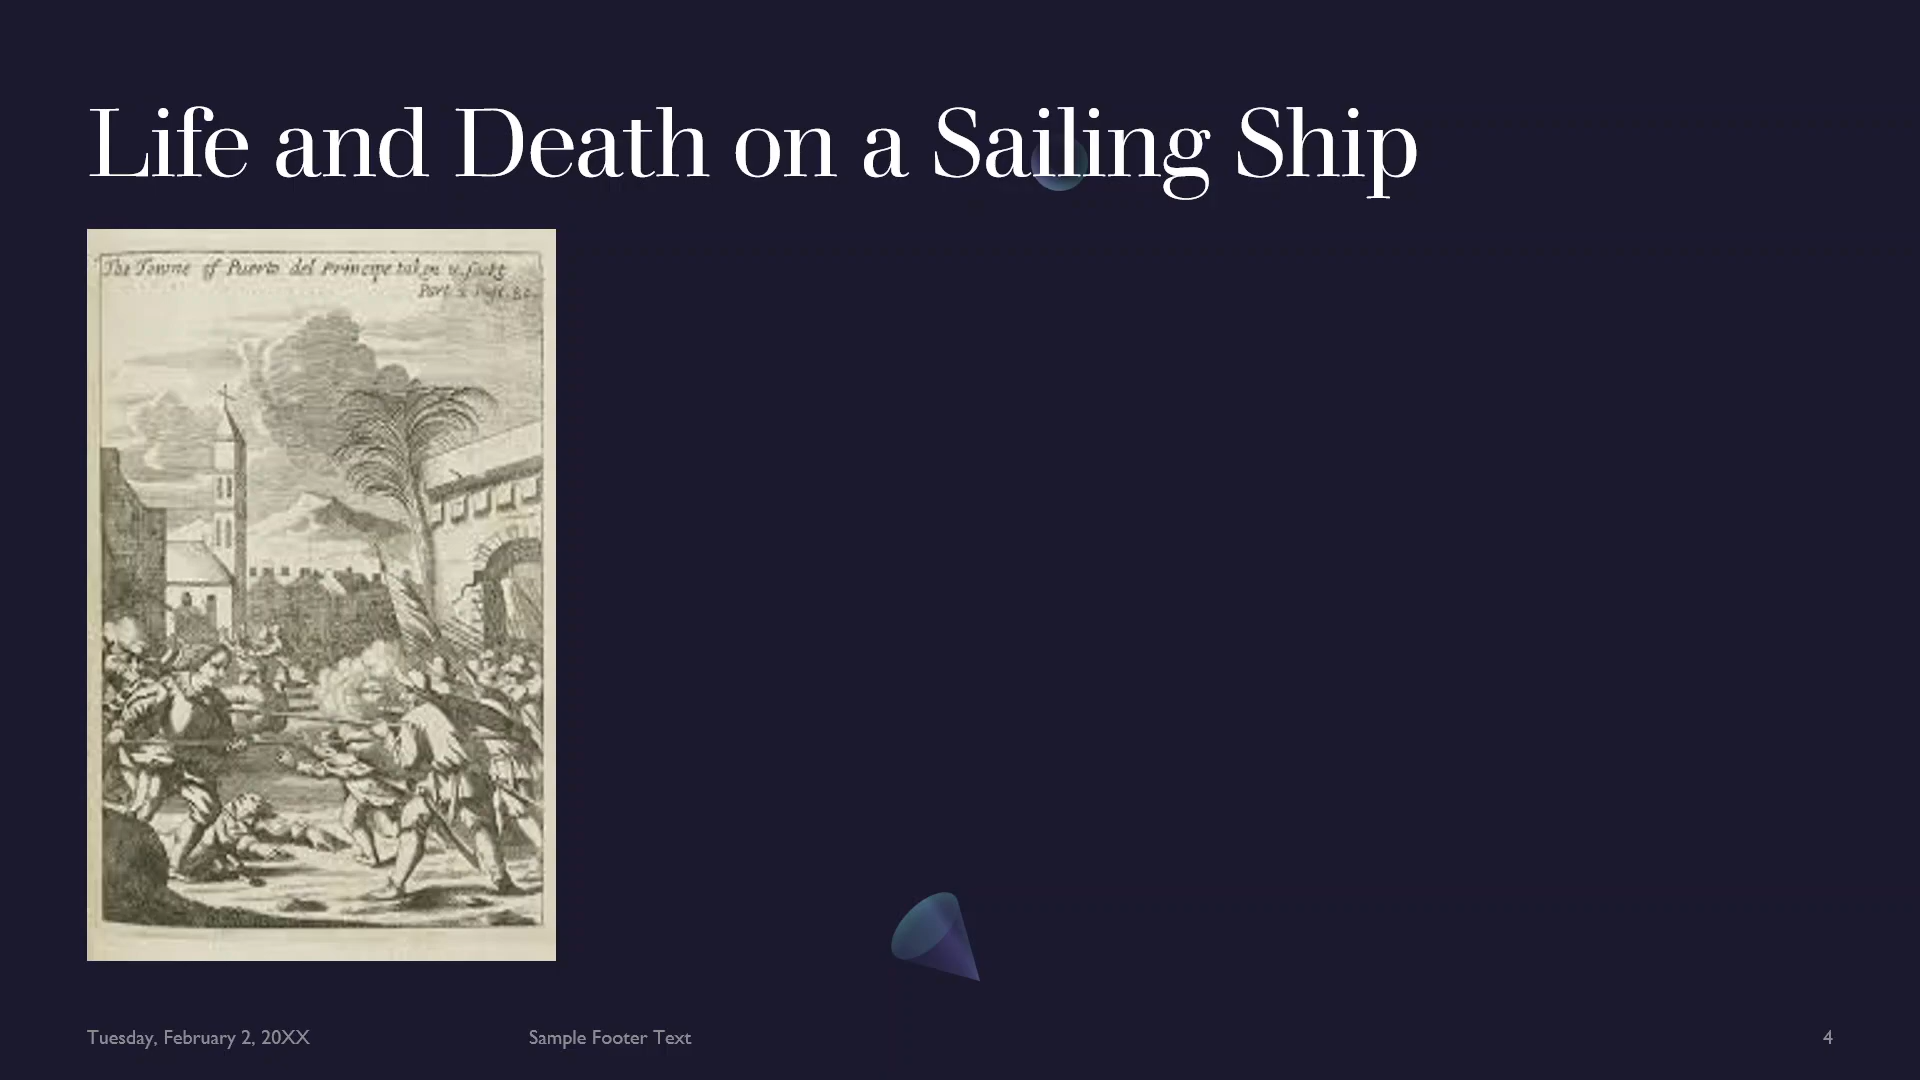 Life and Death on a Sailing Ship
The Towne of Puerto del Principe taken & sackt
Part
Tuesday, February 2, 20XX
Sample Footer Text
4